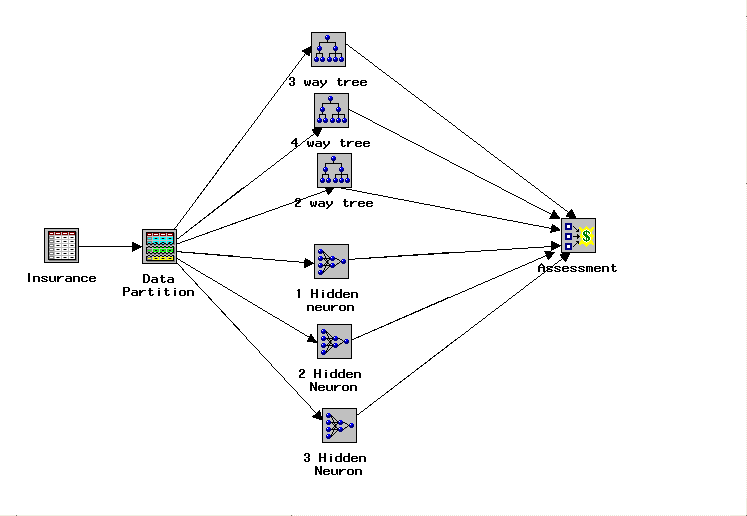 3 way tree
4 way tree
2 way tree
Insurance
Data
Partition
$
Assessment
1 Hidden
neuron
2 Hidden
Neuron
3 Hidden
Neuron